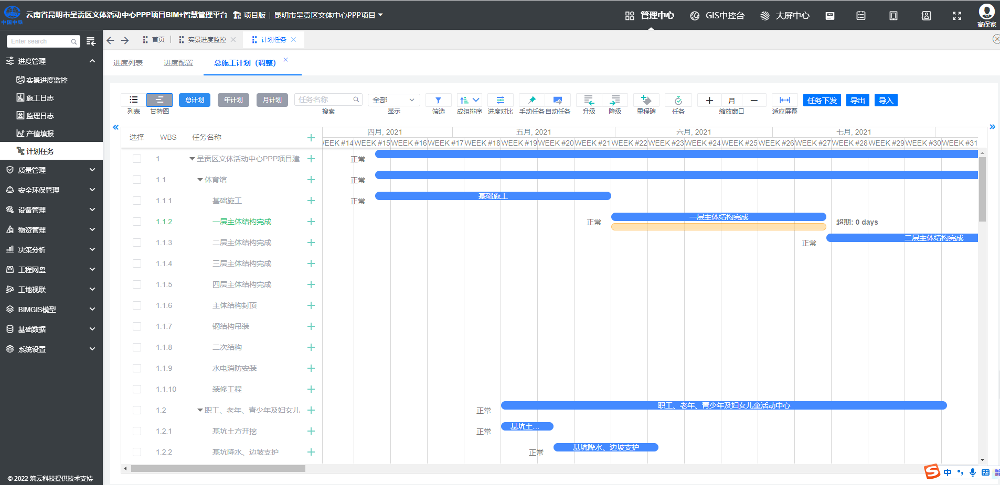 云南省昆明市呈贡区文体活动中心PPP项目BIM+智慧管理平台 项目版 | 昆明市呈贡区文体中心PPP项目
管理中心 GIS中控台 大屏中心
中国中铁
高保家
Enter search
首页 实景进度监控 计划任务
进度列表 进度配置 总施工计划（调整）
进度管理
实景进度监控
施工日志
监理日志
产值填报
计划任务
质量管理
安全环保管理
设备管理
物资管理
决策分析
工程网盘
工地视联
BIMGIS模型
基础数据
系统设置
© 2022 筑云科技提供技术支持
总计划 年计划 月计划 任务名称 全部 月 任务下发 导出 导入
列表 甘特图 搜索 显示 筛选 成组排序 进度对比 手动任务 自动任务 升级 降级 里程碑 任务 缩放窗口 适应屏幕
选择 WBS 任务名称
四月, 2021 五月, 2021 六月, 2021 七月, 2021
WEEK #14 WEEK #15 WEEK #16 WEEK #17 WEEK #18 WEEK #19 WEEK #20 WEEK #21 WEEK #22 WEEK #23 WEEK #24 WEEK #25 WEEK #26 WEEK #27 WEEK #28 WEEK #29 WEEK #30 WEEK #31
1 呈贡区文体活动中心PPP项目建 正常
1.1 体育馆 正常
1.1.1 基础施工 正常 基础施工
1.1.2 一层主体结构完成 正常 一层主体结构完成 超期: 0 days
1.1.3 二层主体结构完成 正常 二层主体结构完成
1.1.4 三层主体结构完成
1.1.5 四层主体结构完成
1.1.6 主体结构封顶
1.1.7 钢结构吊装
1.1.8 二次结构
1.1.9 水电消防安装
1.1.10 装修工程
1.2 职工、老年、青少年及妇女儿 正常 职工、老年、青少年及妇女儿童活动中心
1.2.1 基坑土方开挖 正常 基坑土...
1.2.2 基坑降水、边坡支护 正常 基坑降水、边坡支护
中